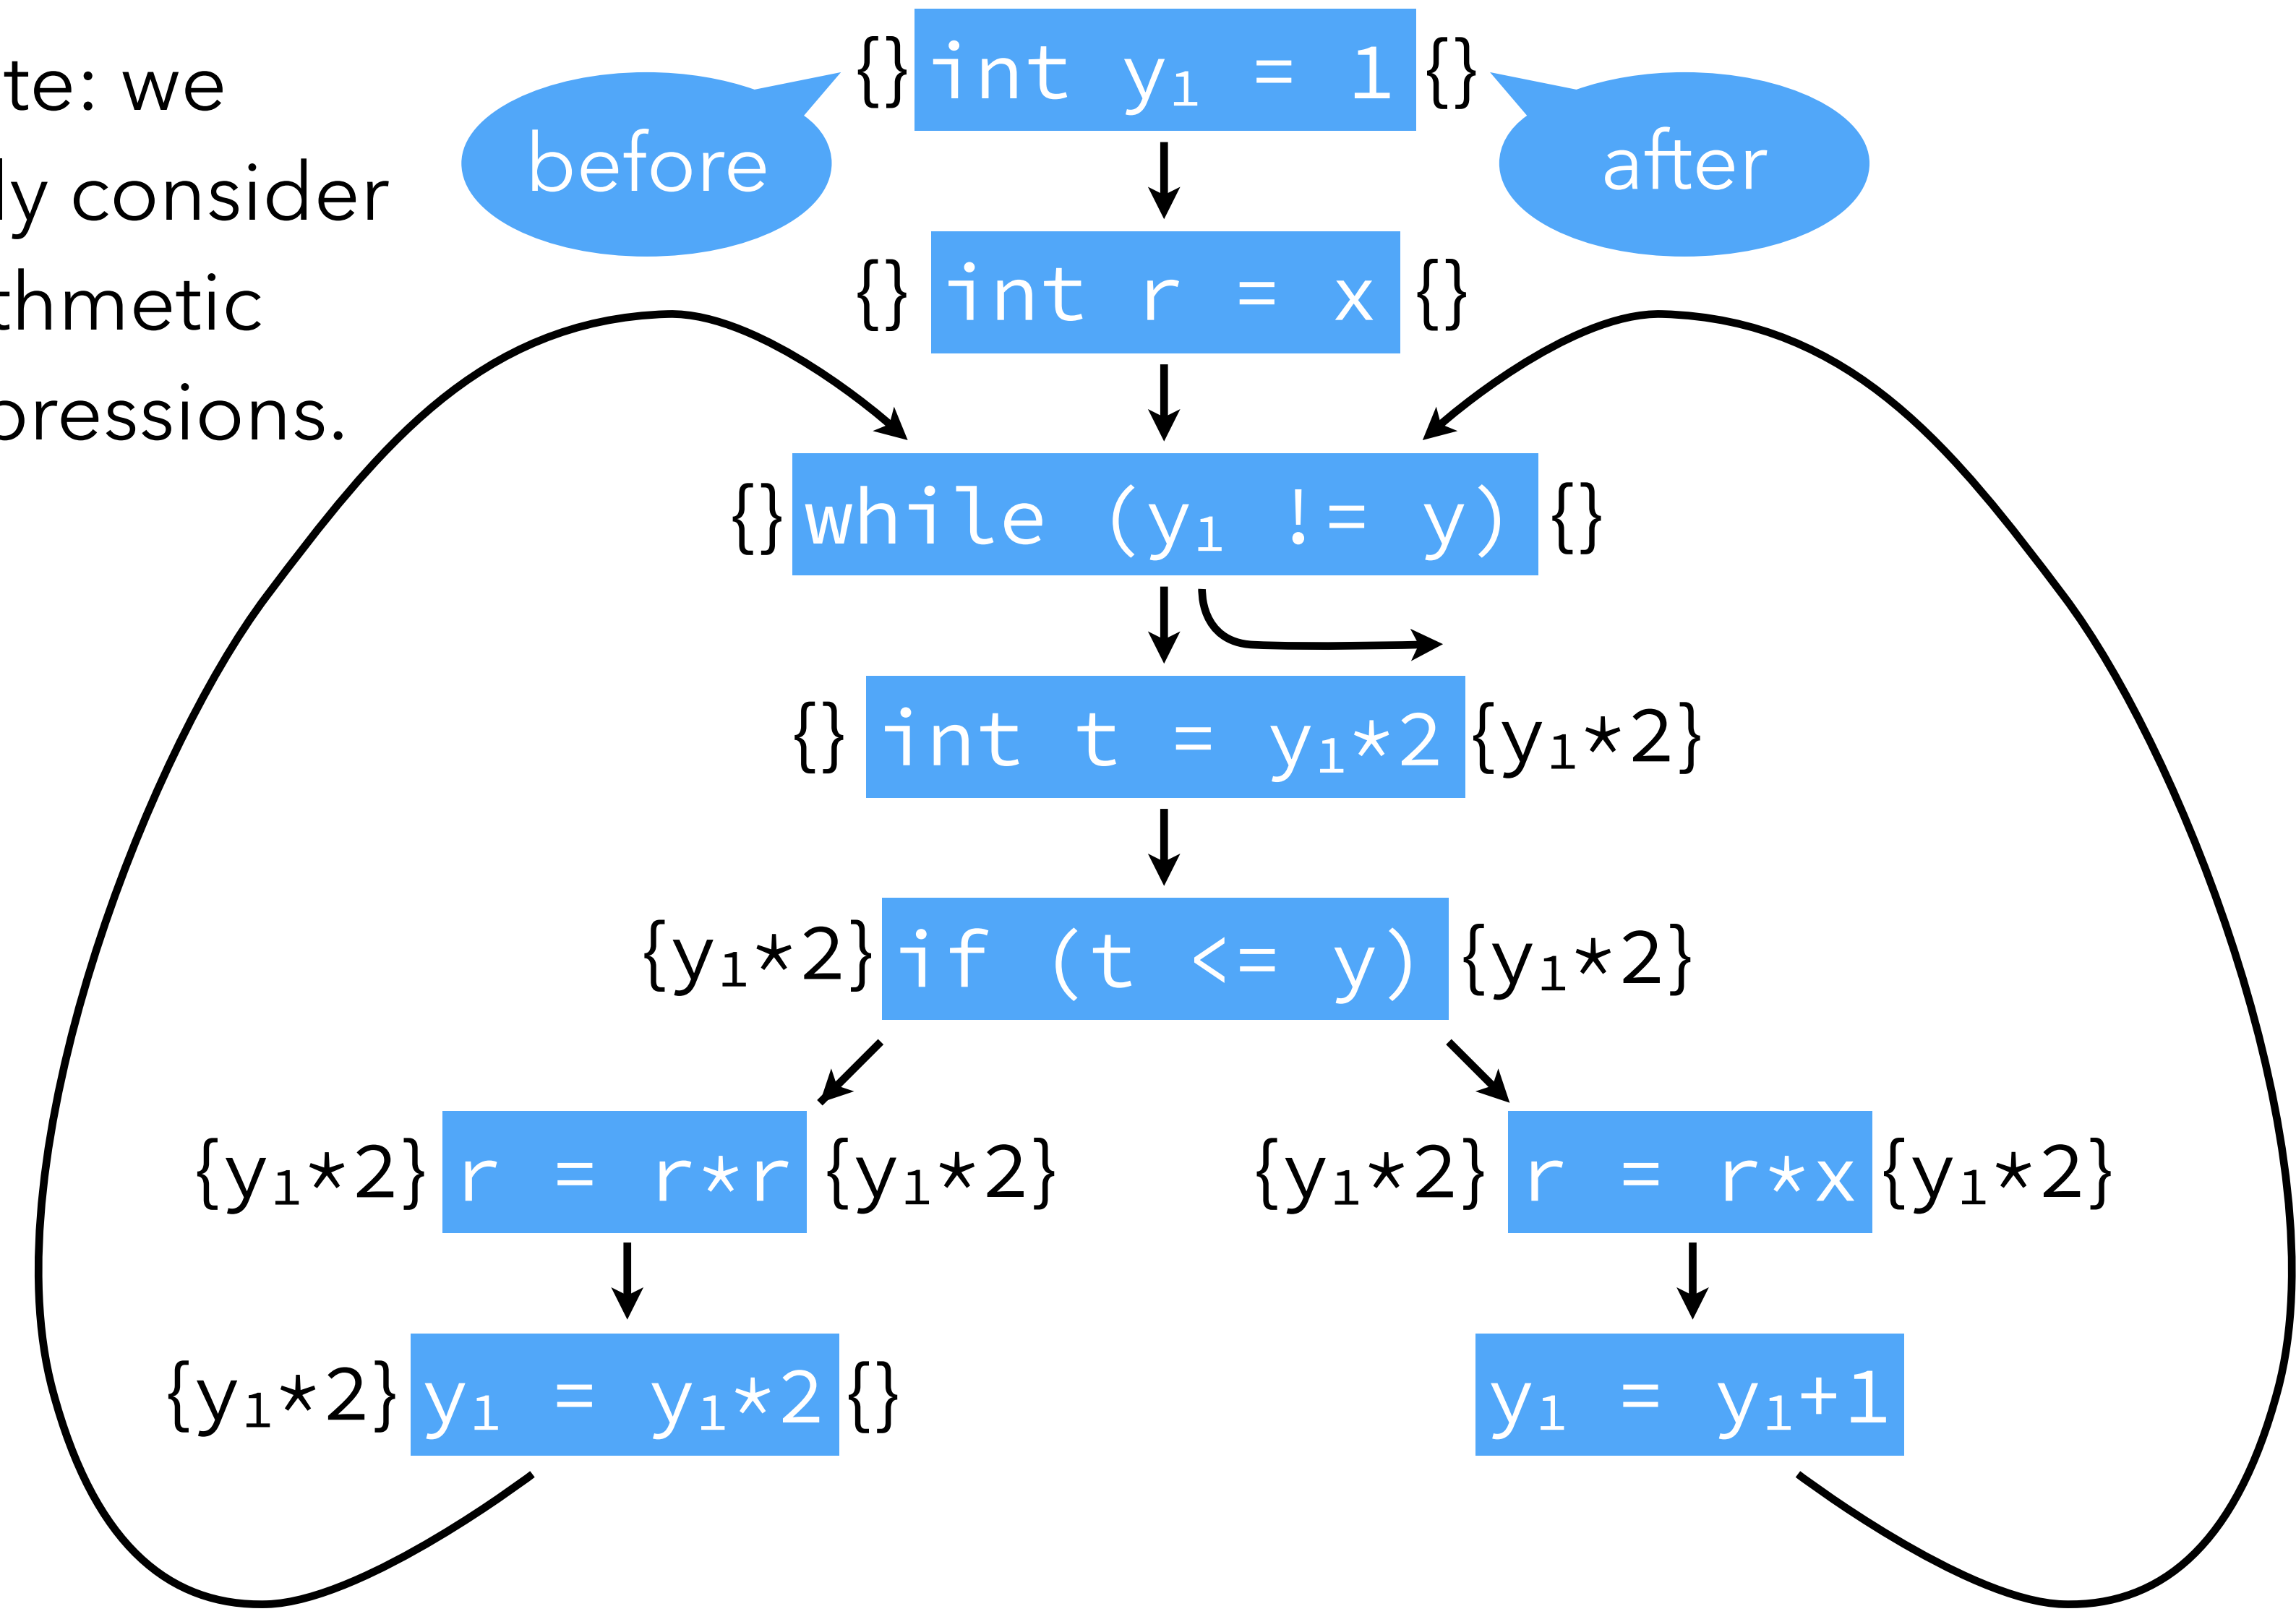 te: we
before
{} int y₁ = 1 {}
after
ly consider
{} int r = x {}
thmetic
pressions.
{} while (y₁ != y) {}
{} int t = y₁*2 {y₁*2}
{y₁*2} if (t <= y) {y₁*2}
{y₁*2} r = r*r {y₁*2}
{y₁*2} r = r*x {y₁*2}
{y₁*2} y₁ = y₁*2 {}
y₁ = y₁+1